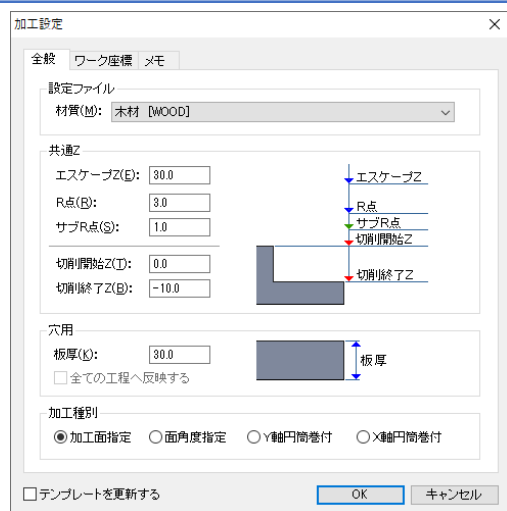 加工設定
全般 ワーク座標 メモ
設定ファイル
材質(M): 木材 [WOOD]
共通Z
エスケープZ(E): 30.0
R点(R): 3.0
サブR点(S): 1.0
切削開始Z(T): 0.0
切削終了Z(B): -10.0
エスケープZ
R点
サブR点
切削開始Z
切削終了Z
穴用
板厚(K): 30.0
全ての工程へ反映する
板厚
加工種別
加工面指定 面角度指定 Y軸円筒巻付 X軸円筒巻付
テンプレートを更新する OK キャンセル